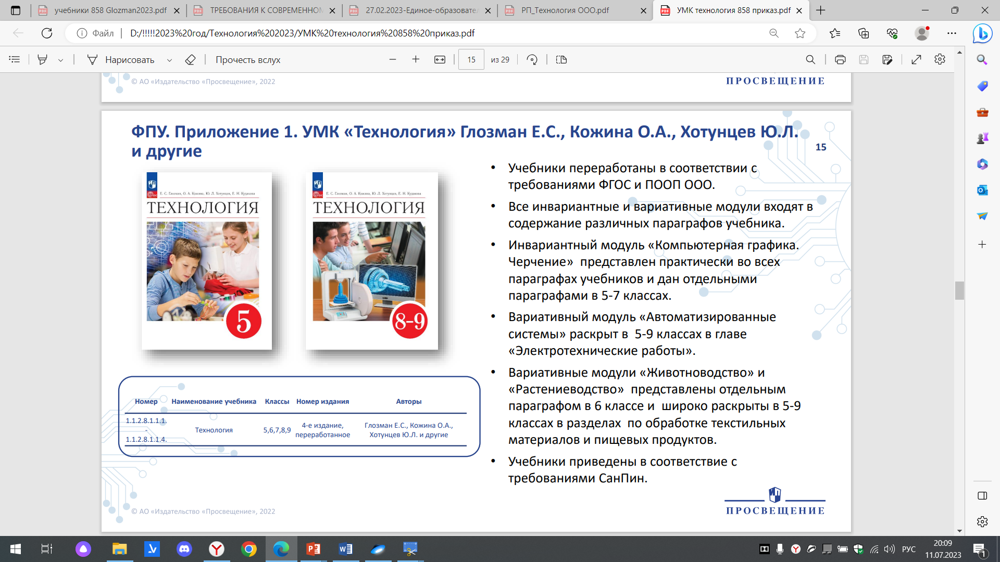 учебники 858 Glozman2023.pdf
ТРЕБОВАНИЯ К СОВРЕМЕННОМ
27.02.2023-Единое-образовател
РП_Технология ООО.pdf
УМК технология 858 приказ.pdf
Файл
D:/!!!!!2023%20год/Технология%202023/УМК%20технология%20858%20приказ.pdf
Нарисовать
Прочесть вслух
15
из 29
© АО «Издательство «Просвещение», 2022
ПРОСВЕЩЕНИЕ
ФПУ. Приложение 1. УМК «Технология» Глозман Е.С., Кожина О.А., Хотунцев Ю.Л.
и другие
15
Е. С. Глозман, О. А. Кожина, Ю. Л. Хотунцев, Е. Н. Кудакова
ТЕХНОЛОГИЯ
5
Е. С. Глозман, О. А. Кожина, Ю. Л. Хотунцев, Е. Н. Кудакова
ТЕХНОЛОГИЯ
8-9
• Учебники переработаны в соответствии с
требованиями ФГОС и ПООП ООО.
• Все инвариантные и вариативные модули входят в
содержание различных параграфов учебника.
• Инвариантный модуль «Компьютерная графика.
Черчение» представлен практически во всех
параграфах учебников и дан отдельными
параграфами в 5-7 классах.
• Вариативный модуль «Автоматизированные
системы» раскрыт в 5-9 классах в главе
«Электротехнические работы».
• Вариативные модули «Животноводство» и
«Растениеводство» представлены отдельным
параграфом в 6 классе и широко раскрыты в 5-9
классах в разделах по обработке текстильных
материалов и пищевых продуктов.
• Учебники приведены в соответствие с
требованиями СанПин.
Номер Наименование учебника Классы Номер издания Авторы
1.1.2.8.1.1.1.
-
1.1.2.8.1.1.4.
Технология
5,6,7,8,9
4-е издание,
переработанное
Глозман Е.С., Кожина О.А.,
Хотунцев Ю.Л. и другие
© АО «Издательство «Просвещение», 2022
ПРОСВЕЩЕНИЕ
РУС
20:09
11.07.2023
1